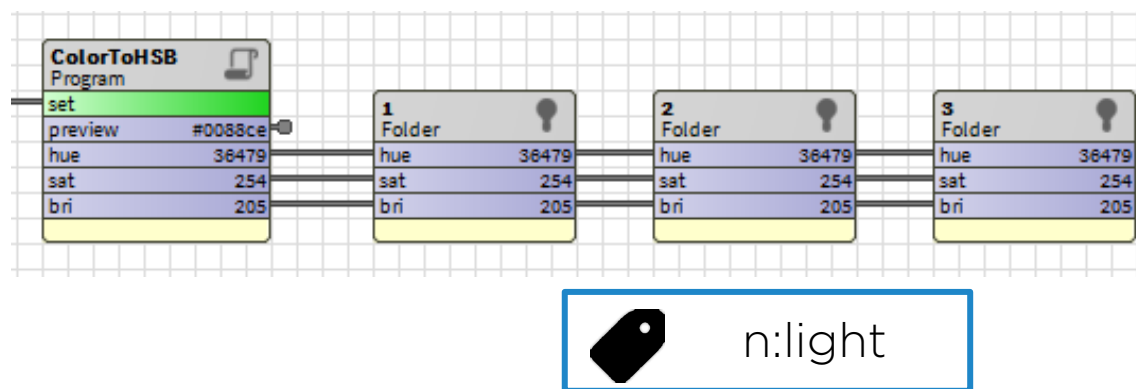 ColorToHSB
Program
set
preview #0088ce
hue 36479
sat 254
bri 205
1
Folder
hue 36479
sat 254
bri 205
2
Folder
hue 36479
sat 254
bri 205
3
Folder
hue 36479
sat 254
bri 205
n:light